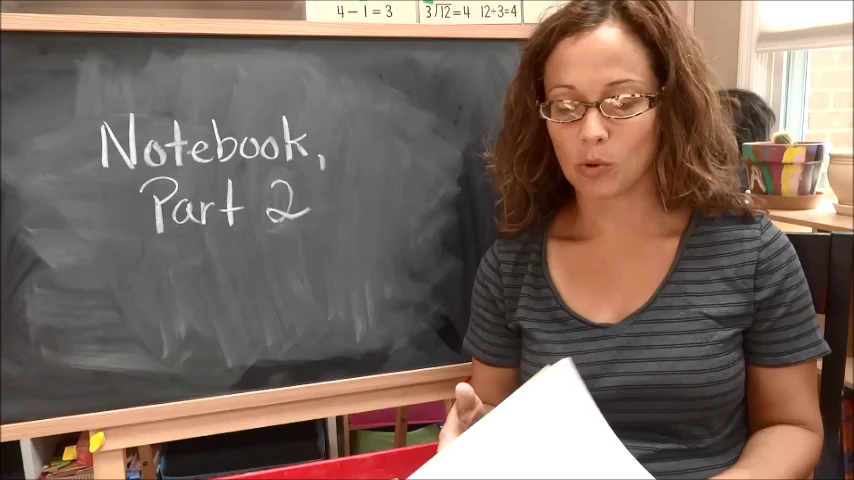 4 – 1 = 3
3√12=4 12÷3=4
Notebook,
Part 2